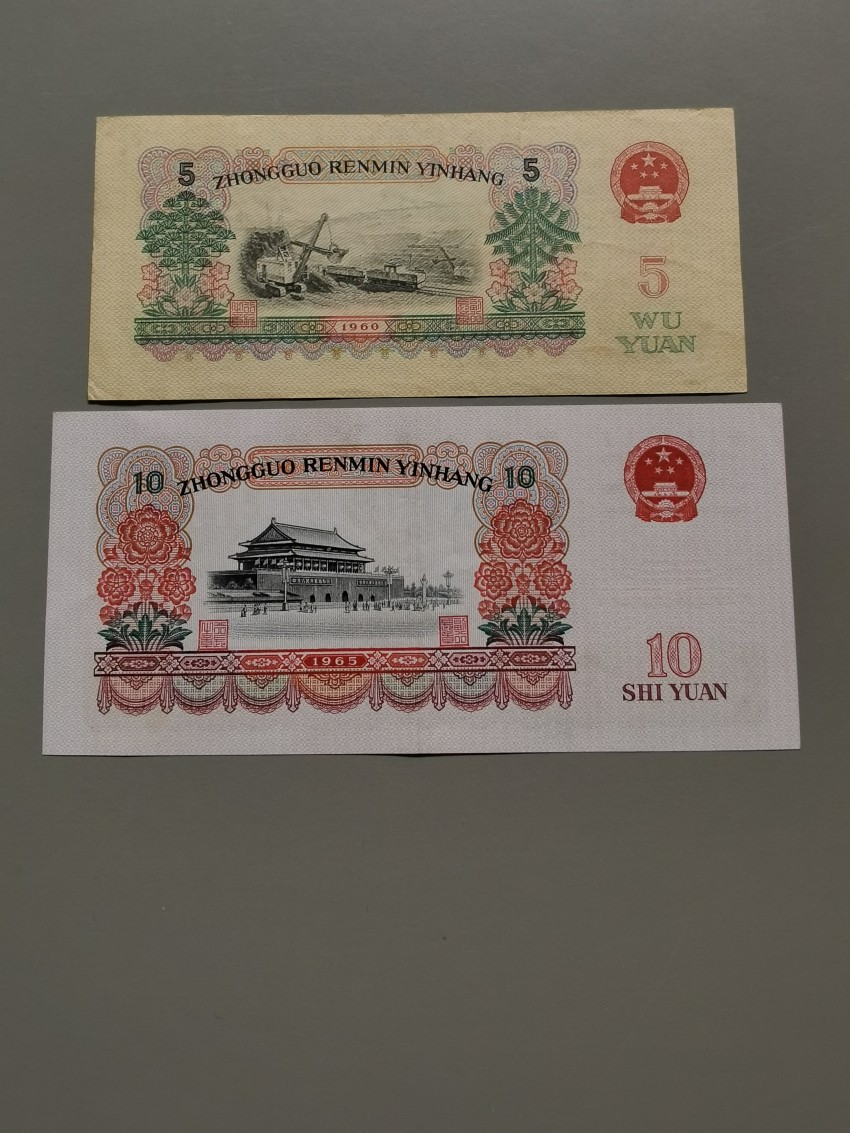 5 ZHONGGUO RENMIN YINHANG 5
5
WU
YUAN
1960
10 ZHONGGUO RENMIN YINHANG 10
10
SHI YUAN
1965